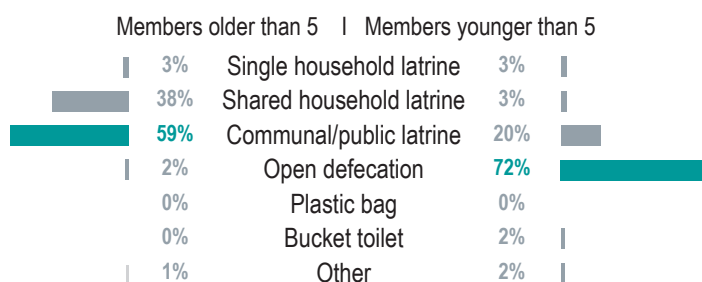 Members older than 5 I Members younger than 5
3% Single household latrine 3%
38% Shared household latrine 3%
59% Communal/public latrine 20%
2% Open defecation 72%
0% Plastic bag 0%
0% Bucket toilet 2%
1% Other 2%